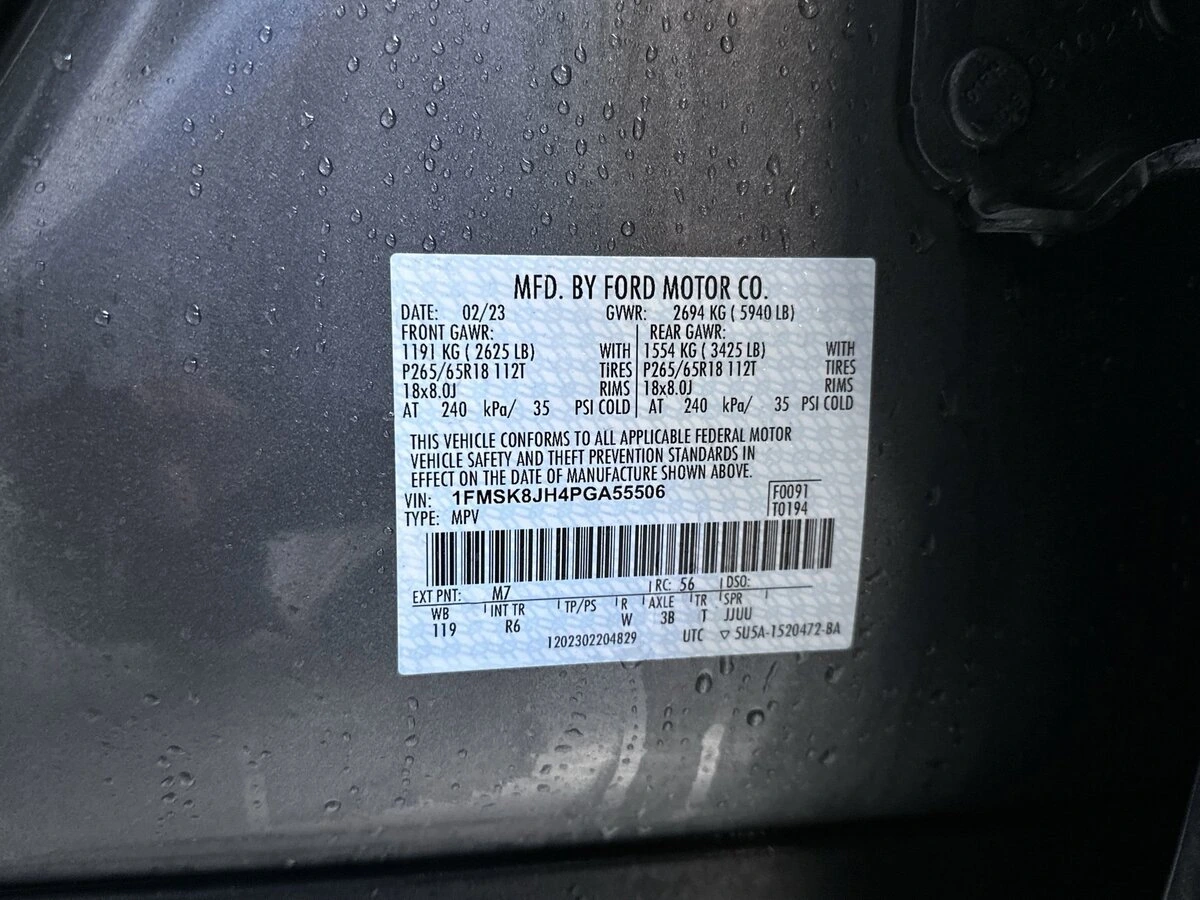 MFD. BY FORD MOTOR CO.
DATE: 02/23 GVWR: 2694 KG ( 5940 LB)
FRONT GAWR: REAR GAWR:
1191 KG ( 2625 LB) WITH 1554 KG ( 3425 LB) WITH
P265/65R18 112T TIRES P265/65R18 112T TIRES
18x8.0J RIMS 18x8.0J RIMS
AT 240 kPa/ 35 PSI COLD AT 240 kPa/ 35 PSI COLD
THIS VEHICLE CONFORMS TO ALL APPLICABLE FEDERAL MOTOR
VEHICLE SAFETY AND THEFT PREVENTION STANDARDS IN
EFFECT ON THE DATE OF MANUFACTURE SHOWN ABOVE.
VIN: 1FMSK8JH4PGA55506 F0091
TYPE: MPV T0194
EXT PNT: M7 RC: 56 DSO:
WB INT TR TP/PS R AXLE TR SPR
119 R6 W 3B T JJUU
1202302204829 UTC ▽ 5U5A-1520472-BA